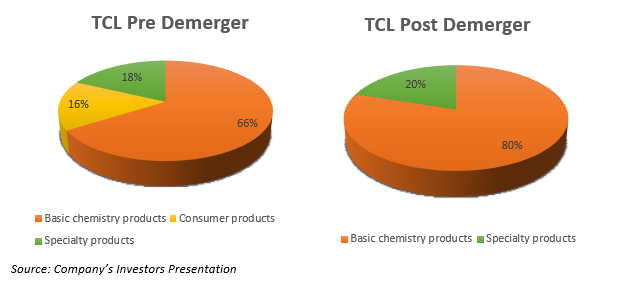 TCL Pre Demerger
18%
16%
66%
Basic chemistry products Consumer products
Specialty products
TCL Post Demerger
20%
80%
Basic chemistry products Specialty products
Source: Company's Investors Presentation